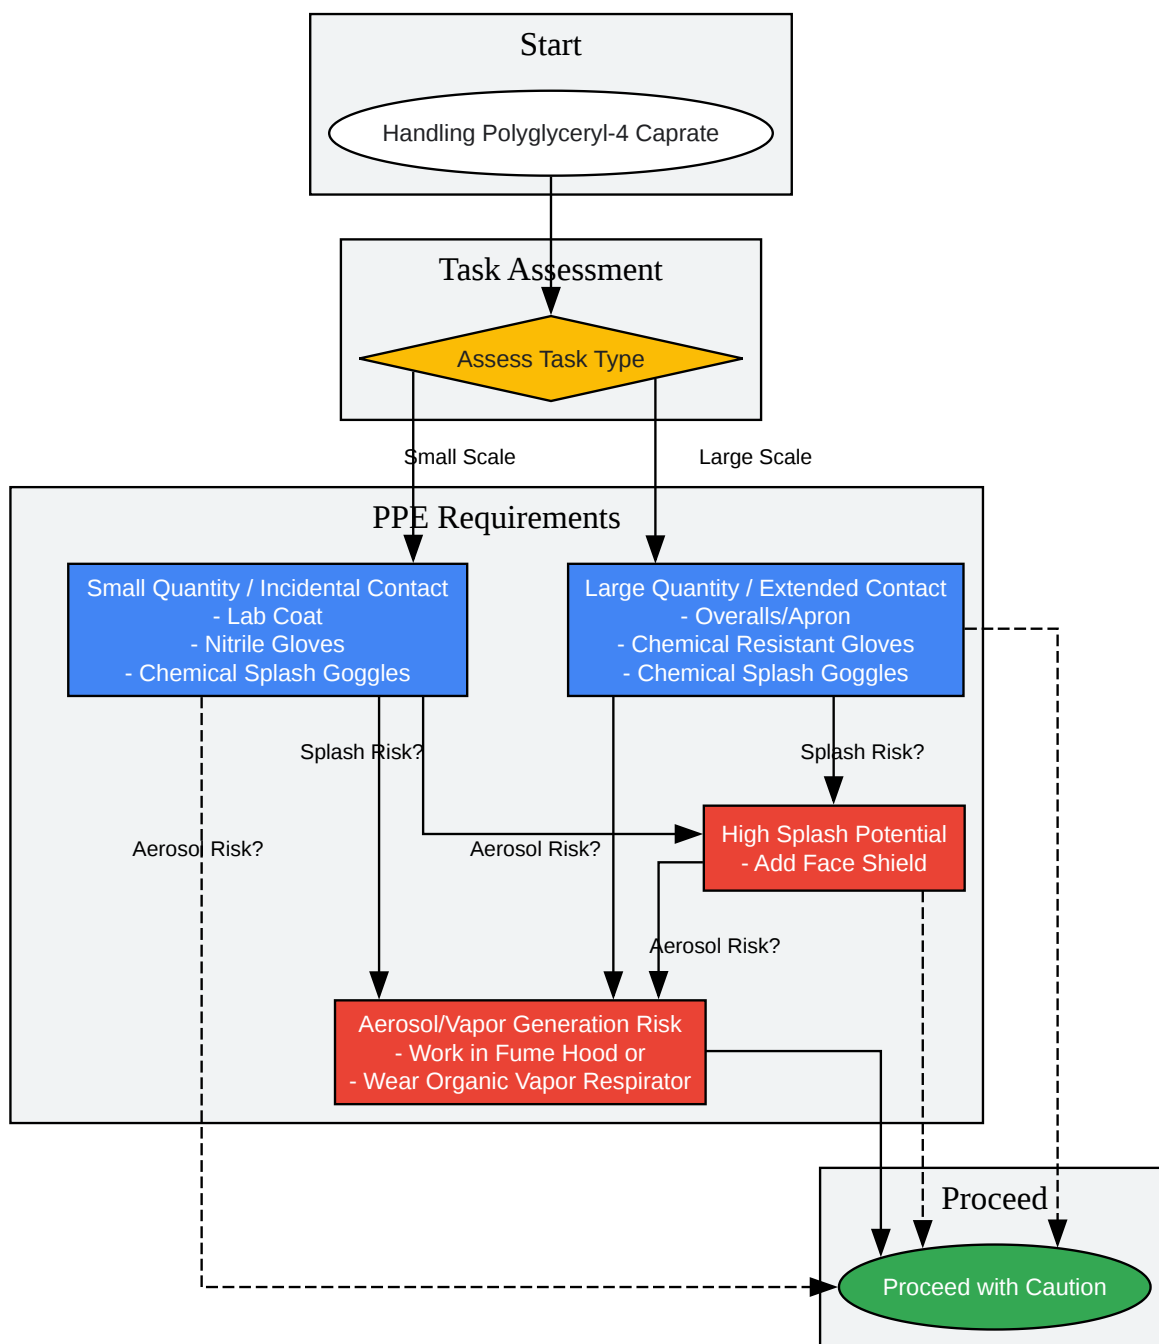 Start
Handling Polyglyceryl-4 Caprate
Task Assessment
Assess Task Type
Small Scale
Large Scale
PPE Requirements
Small Quantity / Incidental Contact
- Lab Coat
- Nitrile Gloves
- Chemical Splash Goggles
Large Quantity / Extended Contact
- Overalls/Apron
- Chemical Resistant Gloves
- Chemical Splash Goggles
Splash Risk?
Splash Risk?
Aerosol Risk?
Aerosol Risk?
High Splash Potential
- Add Face Shield
Aerosol Risk?
Aerosol/Vapor Generation Risk
- Work in Fume Hood or
- Wear Organic Vapor Respirator
Proceed
Proceed with Caution